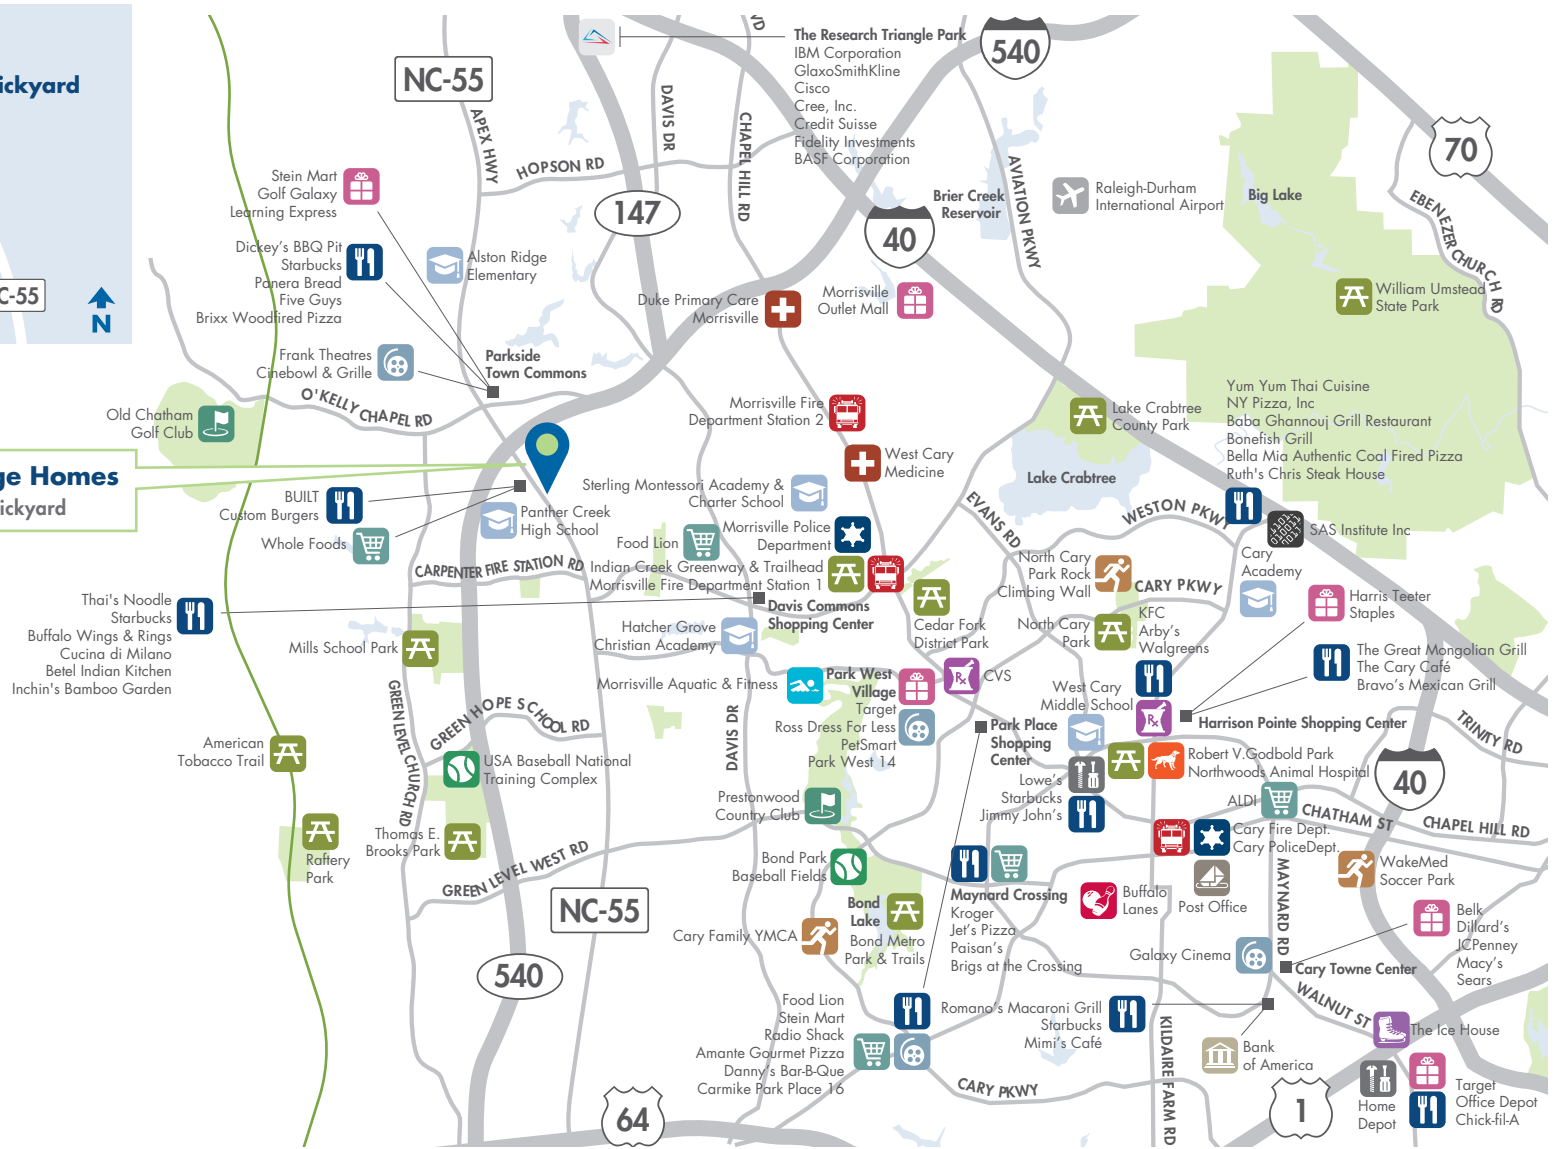 ickyard
C-55
N
ge Homes
ickyard
NC-55
APEX HWY
HOPSON RD
DAVIS DR
CHAPEL HILL RD
VD
The Research Triangle Park
IBM Corporation
GlaxoSmithKline
Cisco
Cree, Inc.
Credit Suisse
Fidelity Investments
BASF Corporation
540
70
147
40
Brier Creek
Reservoir
AVIATION PKWY
Raleigh-Durham
International Airport
Big Lake
EBENEZER CHURCH RD
William Umstead
State Park
Stein Mart
Golf Galaxy
Learning Express
Dickey's BBQ Pit
Starbucks
Panera Bread
Five Guys
Brixx Woodfired Pizza
Alston Ridge
Elementary
Duke Primary Care
Morrisville
Morrisville
Outlet Mall
Frank Theatres
Cinebowl & Grille
Parkside
Town Commons
O'KELLY CHAPEL RD
Old Chatham
Golf Club
Morrisville Fire
Department Station 2
Lake Crabtree
County Park
Yum Yum Thai Cuisine
NY Pizza, Inc
Baba Ghannouj Grill Restaurant
Bonefish Grill
Bella Mia Authentic Coal Fired Pizza
Ruth's Chris Steak House
West Cary
Medicine
Lake Crabtree
BUILT
Custom Burgers
Whole Foods
Panther Creek
High School
Sterling Montessori Academy &
Charter School
Food Lion
Morrisville Police
Department
EVANS RD
WESTON PKWY
SAS Institute Inc
Cary
Academy
CARPENTER FIRE STATION RD
Indian Creek Greenway & Trailhead
Morrisville Fire Department Station 1
North Cary
Park Rock
Climbing Wall
CARY PKWY
Harris Teeter
Staples
Thai's Noodle
Starbucks
Buffalo Wings & Rings
Cucina di Milano
Betel Indian Kitchen
Inchin's Bamboo Garden
Davis Commons
Shopping Center
Cedar Fork
District Park
North Cary
Park
KFC
Arby's
Walgreens
Mills School Park
Hatcher Grove
Christian Academy
The Great Mongolian Grill
The Cary Café
Bravo's Mexican Grill
Morrisville Aquatic & Fitness
Park West
Village
Target
Ross Dress For Less
PetSmart
Park West 14
Rx
CVS
West Cary
Middle School
Rx
Harrison Pointe Shopping Center
TRINITY RD
GREEN LEVEL CHURCH RD
GREEN HOPE SCHOOL RD
DAVIS DR
Park Place
Shopping
Center
American
Tobacco Trail
USA Baseball National
Training Complex
Robert V.Godbold Park
Northwoods Animal Hospital
40
Lowe's
Starbucks
Jimmy John's
ALDI
CHATHAM ST
CHAPEL HILL RD
Prestonwood
Country Club
Raftery
Park
Thomas E.
Brooks Park
Cary Fire Dept.
Cary PoliceDept.
GREEN LEVEL WEST RD
Bond Park
Baseball Fields
WakeMed
Soccer Park
Maynard Crossing
Kroger
Jet's Pizza
Paisan's
Brigs at the Crossing
Buffalo
Lanes
Post Office
MAYNARD RD
NC-55
Bond
Lake
Bond Metro
Park & Trails
Cary Family YMCA
Belk
Dillard's
JCPenney
Macy's
Sears
Galaxy Cinema
Cary Towne Center
540
WALNUT ST
Food Lion
Stein Mart
Radio Shack
Amante Gourmet Pizza
Danny's Bar-B-Que
Carmike Park Place 16
Romano's Macaroni Grill
Starbucks
Mimi's Café
KILDAIRE FARM RD
The Ice House
Bank
of America
CARY PKWY
64
1
Home
Depot
Target
Office Depot
Chick-fil-A